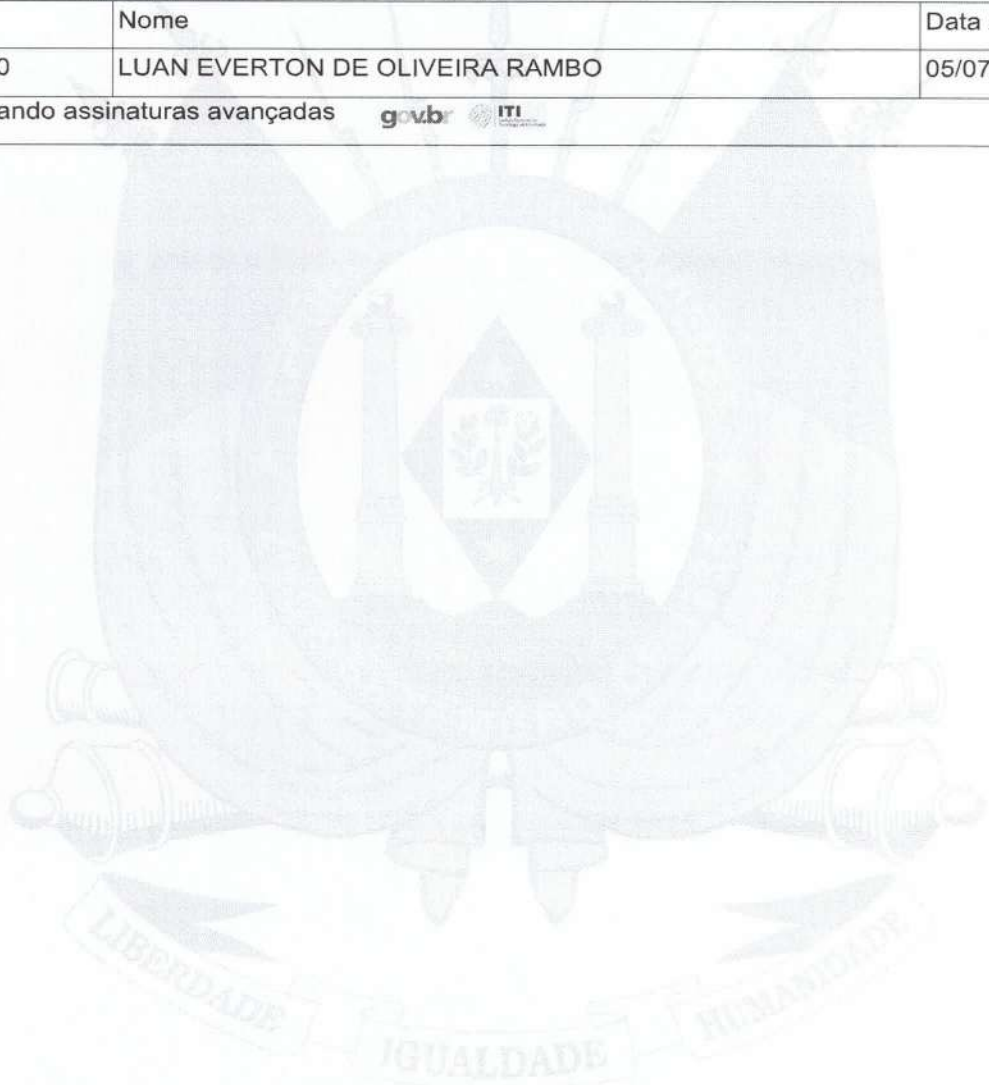 Nome Data
0 LUAN EVERTON DE OLIVEIRA RAMBO 05/07
ando assinaturas avançadas gov.br ITI
LIBERDADE IGUALDADE HUMANIDADE